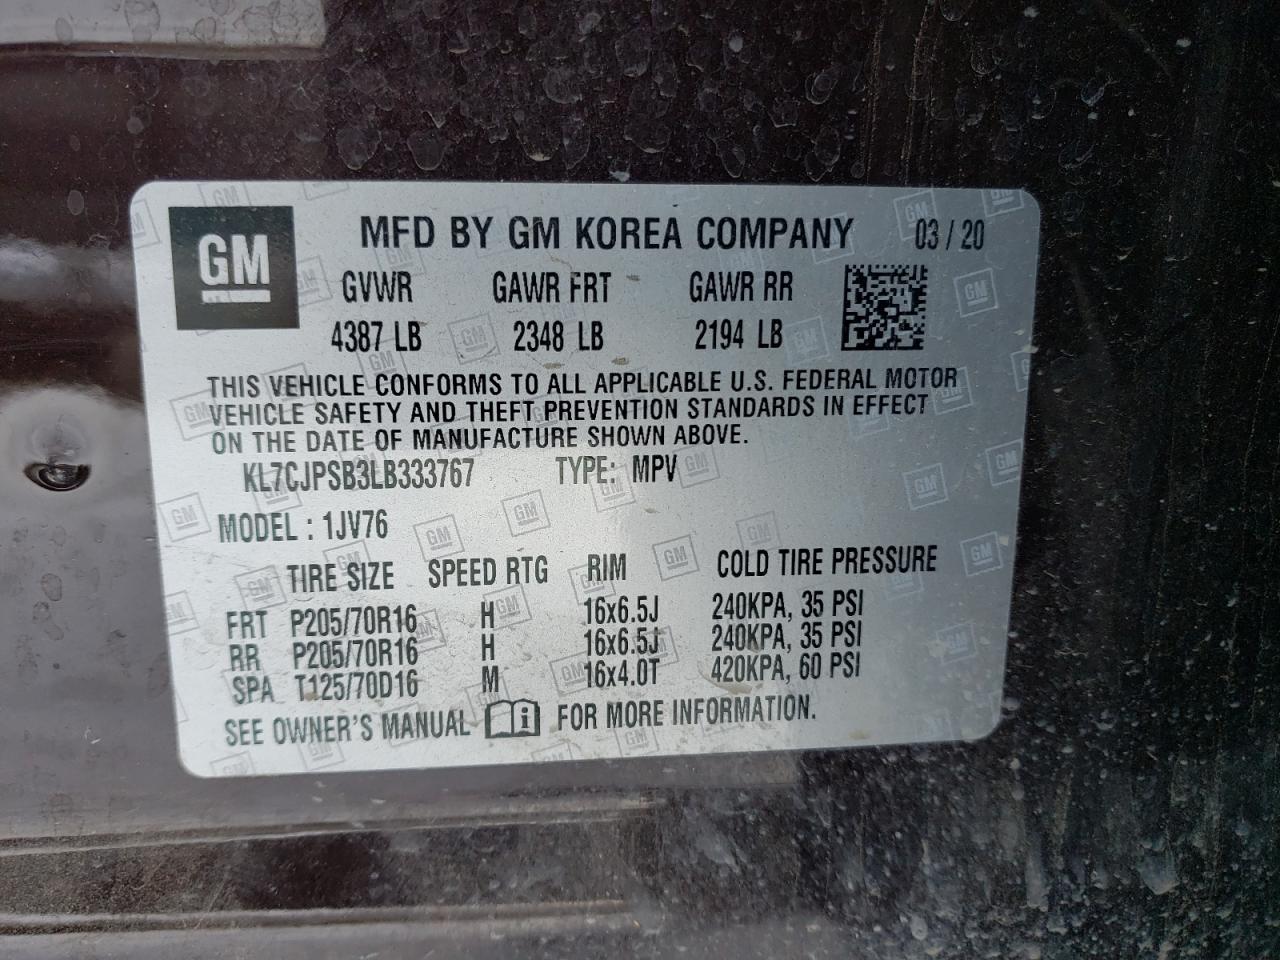 GM
MFD BY GM KOREA COMPANY 03 / 20
GVWR GAWR FRT GAWR RR
4387 LB 2348 LB 2194 LB
THIS VEHICLE CONFORMS TO ALL APPLICABLE U.S. FEDERAL MOTOR
VEHICLE SAFETY AND THEFT PREVENTION STANDARDS IN EFFECT
ON THE DATE OF MANUFACTURE SHOWN ABOVE.
KL7CJPSB3LB333767 TYPE: MPV
MODEL : 1JV76
TIRE SIZE SPEED RTG RIM COLD TIRE PRESSURE
FRT P205/70R16 H 16x6.5J 240KPA, 35 PSI
RR P205/70R16 H 16x6.5J 240KPA, 35 PSI
SPA T125/70D16 M 16x4.0T 420KPA, 60 PSI
SEE OWNER'S MANUAL i FOR MORE INFORMATION.